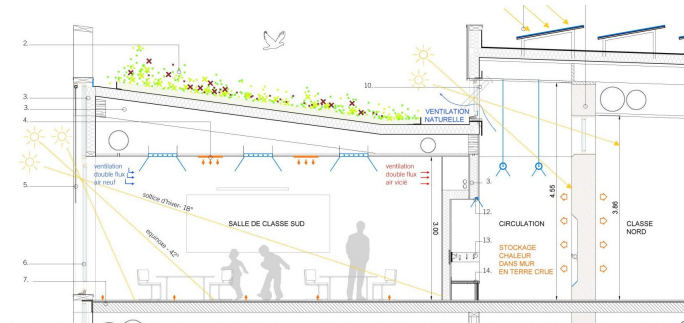 2.
3.
3.
4.
5.
6.
7.
10.
VENTILATION
NATURELLE
ventilation
double flux
air neuf
ventilation
double flux
air vicié
soltice d'hiver- 18°
equinoxe - 42°
SALLE DE CLASSE SUD
3.00
3.
12.
13.
14.
CIRCULATION
4.55
STOCKAGE
CHALEUR
DANS MUR
EN TERRE CRUE
3.86
CLASSE
NORD